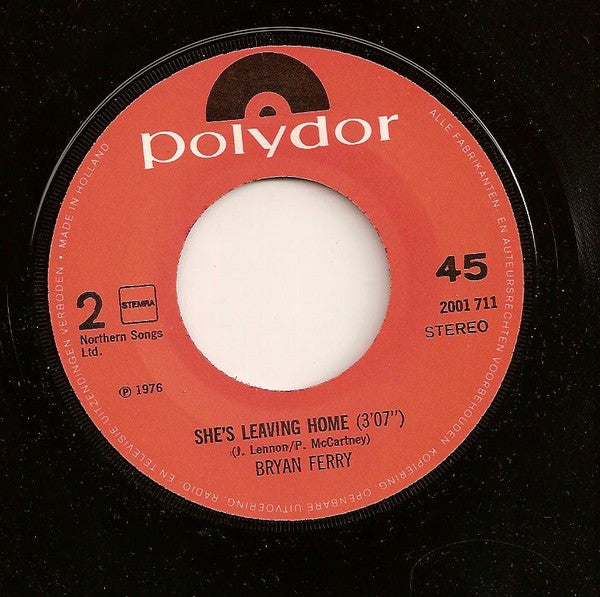 polydor
45
2001 711
STEREO
2
STEMRA
Northern Songs
Ltd.
℗ 1976
SHE'S LEAVING HOME (3'07")
(J. Lennon/P. McCartney)
BRYAN FERRY
ALLE FABRIKANTEN- EN AUTEURSRECHTEN VOORBEHOUDEN. KOPIERING, OPENBARE UITVOERING, RADIO- EN TELEVISIE-UITZENDINGEN VERBODEN • MADE IN HOLLAND